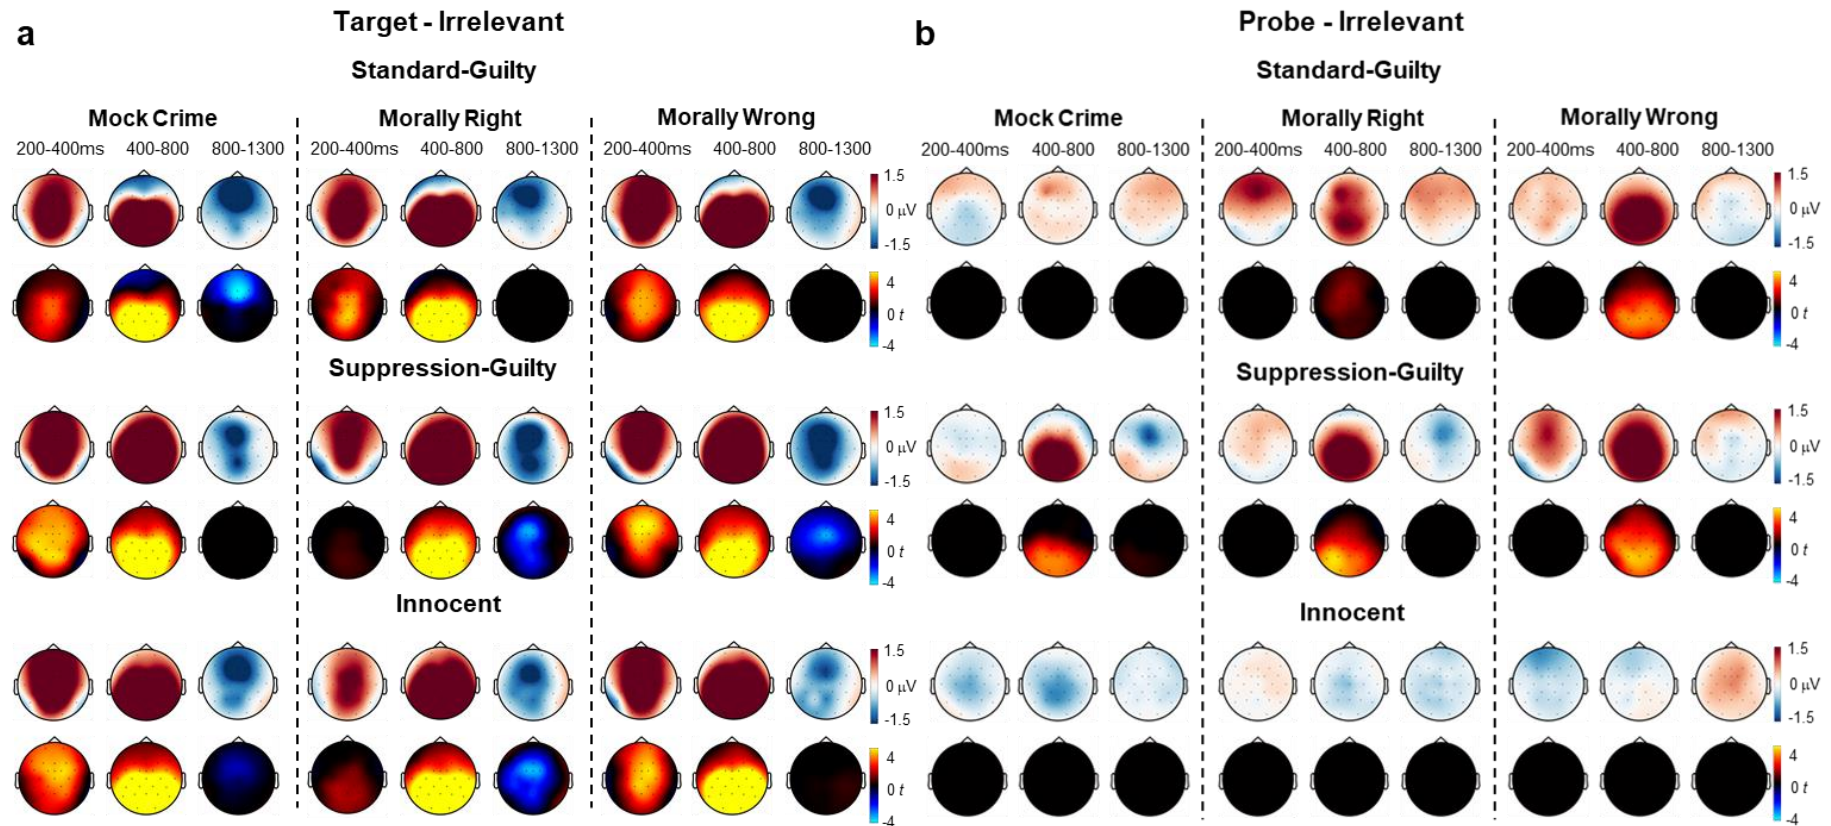 a
Target - Irrelevant
Standard-Guilty
Mock Crime
Morally Right
Morally Wrong
200-400ms 400-800 800-1300
200-400ms 400-800 800-1300
200-400ms 400-800 800-1300
1.5
0 μV
-1.5
4
0 t
-4
Suppression-Guilty
1.5
0 μV
-1.5
4
0 t
-4
Innocent
1.5
0 μV
-1.5
4
0 t
-4
b
Probe - Irrelevant
Standard-Guilty
Mock Crime
Morally Right
Morally Wrong
200-400ms 400-800 800-1300
200-400ms 400-800 800-1300
200-400ms 400-800 800-1300
1.5
0 μV
-1.5
4
0 t
-4
Suppression-Guilty
1.5
0 μV
-1.5
4
0 t
-4
Innocent
1.5
0 μV
-1.5
4
0 t
-4